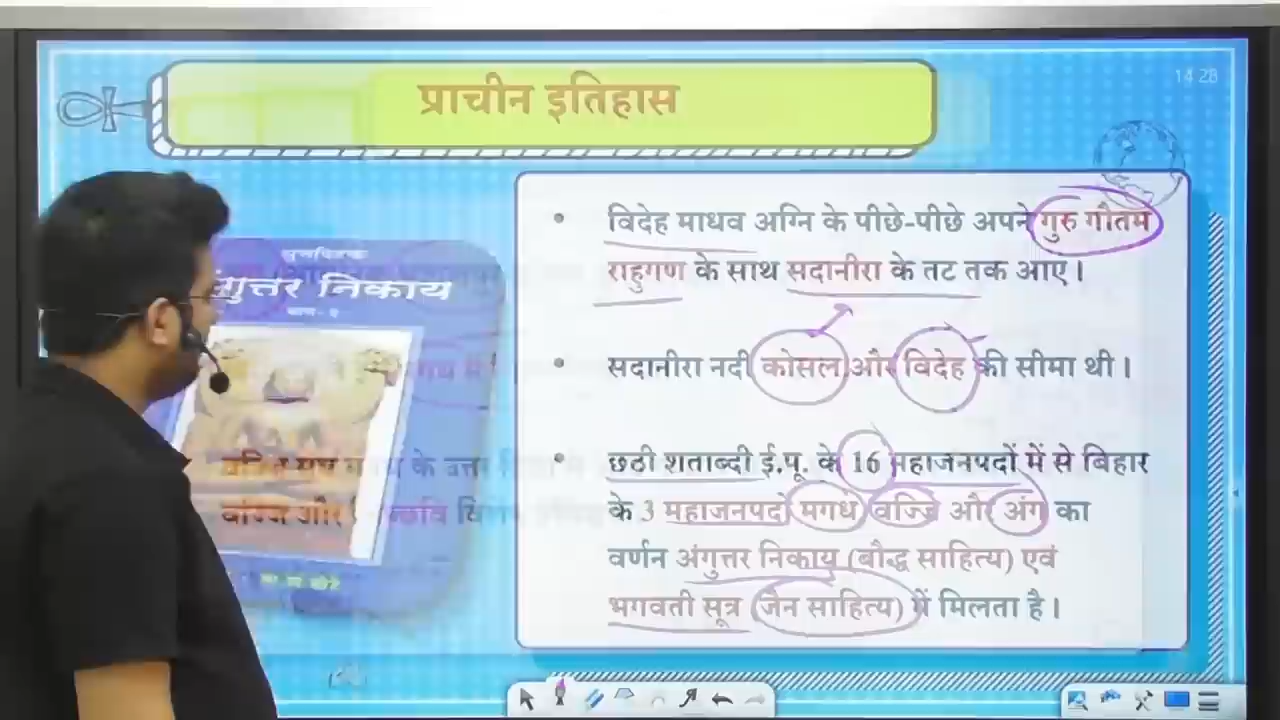 प्राचीन इतिहास
14 28
विदेह माधव अग्नि के पीछे-पीछे अपने गुरु गौतम
राहुगण के साथ सदानीरा के तट तक आए।
अंगुत्तर निकाय
सदानीरा नदी कोसल और विदेह की सीमा थी।
छठी शताब्दी ई.पू. के 16 महाजनपदों में से बिहार
के 3 महाजनपदो मगध वज्जि और अंग का
वर्णन अंगुत्तर निकाय (बौद्ध साहित्य) एवं
भगवती सूत्र (जैन साहित्य) में मिलता है।